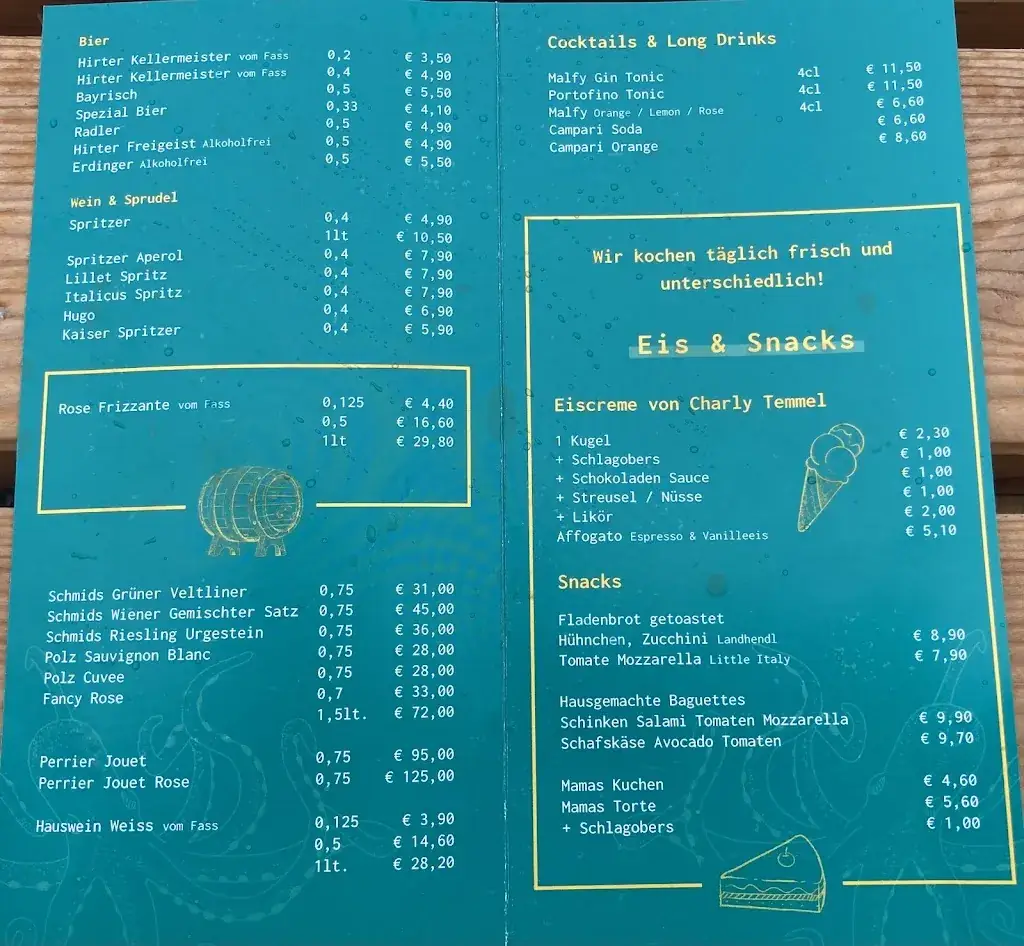 Bier
Hirter Kellermeister vom Fass 0,2 € 3,50
Hirter Kellermeister vom Fass 0,4 € 4,90
Bayrisch 0,5 € 5,50
Spezial Bier 0,33 € 4,10
Radler 0,5 € 4,90
Hirter Freigeist Alkoholfrei 0,5 € 4,90
Erdinger Alkoholfrei 0,5 € 5,50
Wein & Sprudel
Spritzer 0,4 € 4,90
1lt € 10,50
Spritzer Aperol 0,4 € 7,90
Lillet Spritz 0,4 € 7,90
Italicus Spritz 0,4 € 7,90
Hugo 0,4 € 6,90
Kaiser Spritzer 0,4 € 5,90
Rose Frizzante vom Fass 0,125 € 4,40
0,5 € 16,60
1lt € 29,80
Schmids Grüner Veltliner 0,75 € 31,00
Schmids Wiener Gemischter Satz 0,75 € 45,00
Schmids Riesling Urgestein 0,75 € 36,00
Polz Sauvignon Blanc 0,75 € 28,00
Polz Cuvee 0,75 € 28,00
Fancy Rose 0,7 € 33,00
1,5lt. € 72,00
Perrier Jouet 0,75 € 95,00
Perrier Jouet Rose 0,75 € 125,00
Hauswein Weiss vom Fass 0,125 € 3,90
0,5 € 14,60
1lt. € 28,20
Cocktails & Long Drinks
Malfy Gin Tonic 4cl € 11,50
Portofino Tonic 4cl € 11,50
Malfy Orange / Lemon / Rose 4cl € 6,60
Campari Soda € 6,60
Campari Orange € 8,60
Wir kochen täglich frisch und
unterschiedlich!
Eis & Snacks
Eiscreme von Charly Temmel
1 Kugel € 2,30
+ Schlagobers € 1,00
+ Schokoladen Sauce € 1,00
+ Streusel / Nüsse € 1,00
+ Likör € 2,00
Affogato Espresso & Vanilleeis € 5,10
Snacks
Fladenbrot getoastet
Hühnchen, Zucchini Landhendl € 8,90
Tomate Mozzarella Little Italy € 7,90
Hausgemachte Baguettes
Schinken Salami Tomaten Mozzarella € 9,90
Schafskäse Avocado Tomaten € 9,70
Mamas Kuchen € 4,60
Mamas Torte € 5,60
+ Schlagobers € 1,00